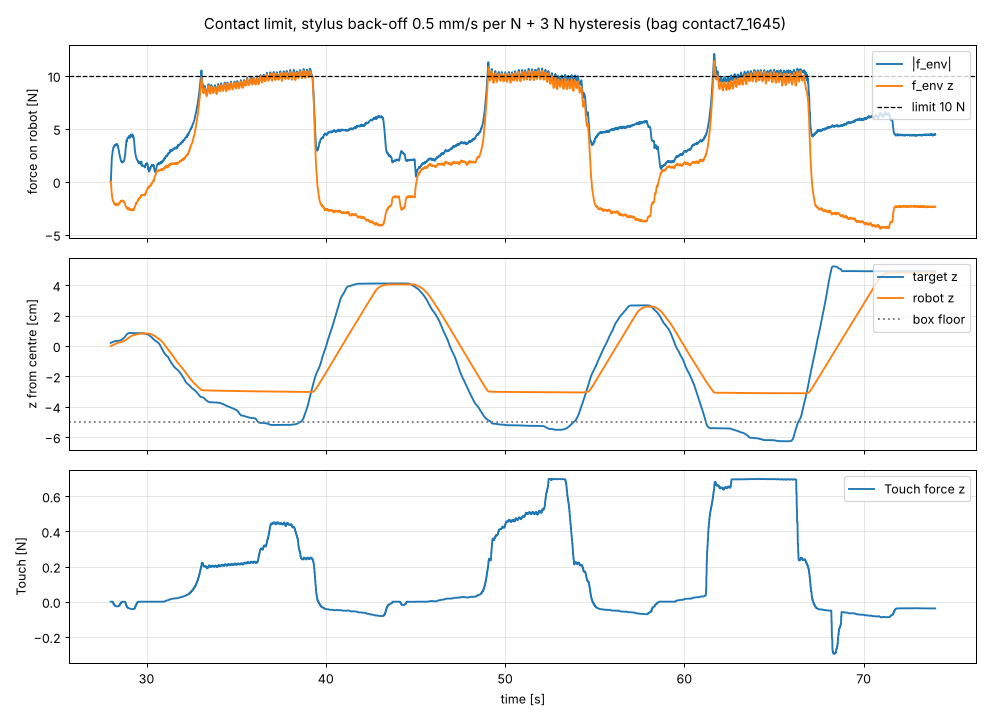 Contact limit, stylus back-off 0.5 mm/s per N + 3 N hysteresis (bag contact7_1645)
force on robot [N]
10
5
0
−5
|f_env|
f_env z
limit 10 N
z from centre [cm]
4
2
0
−2
−4
−6
target z
robot z
box floor
Touch [N]
0.6
0.4
0.2
0.0
−0.2
Touch force z
30
40
50
60
70
time [s]